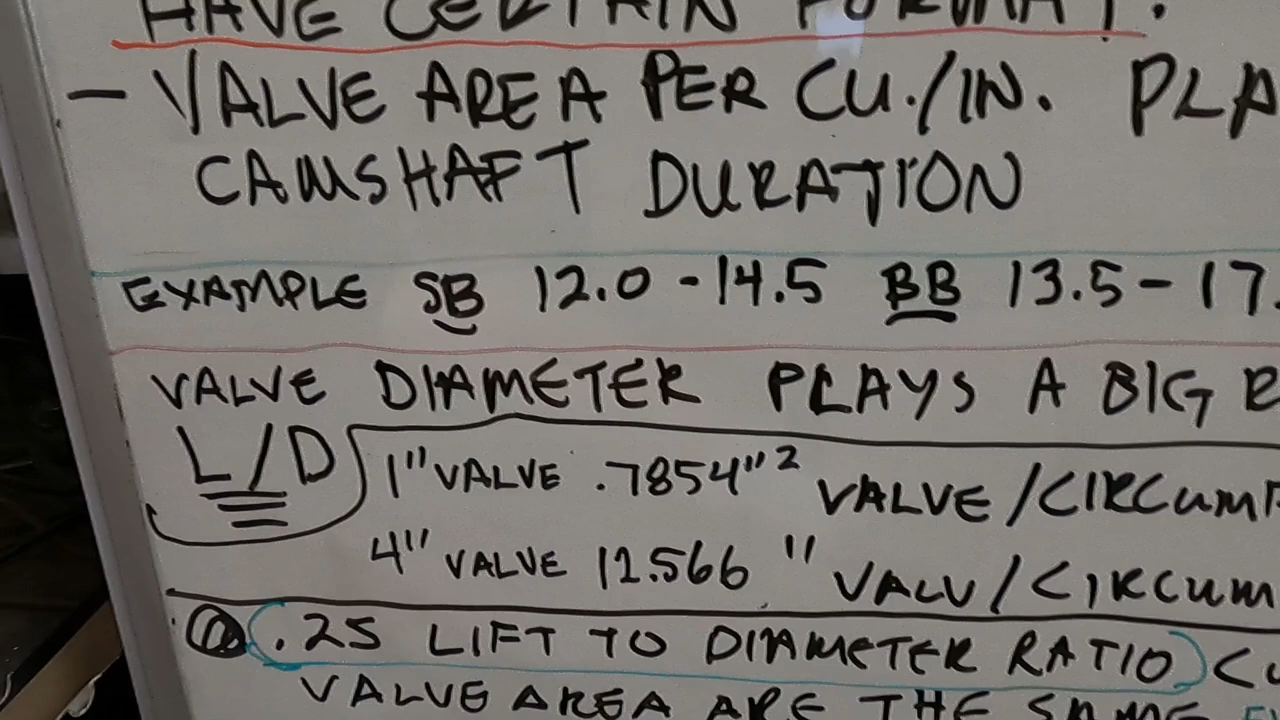 HAVE CERTAIN FORMAT.
- VALVE AREA PER CU./IN. PLA
CAMSHAFT DURATION
EXAMPLE SB 12.0 - 14.5 BB 13.5 - 17.
VALVE DIAMETER PLAYS A BIG
L/D 1" VALVE .7854"² VALVE/CIRCUM
4" VALVE 12.566 " VALV/CIRCUM
@ .25 LIFT TO DIAMETER RATIO
VALVE AREA ARE THE SAME